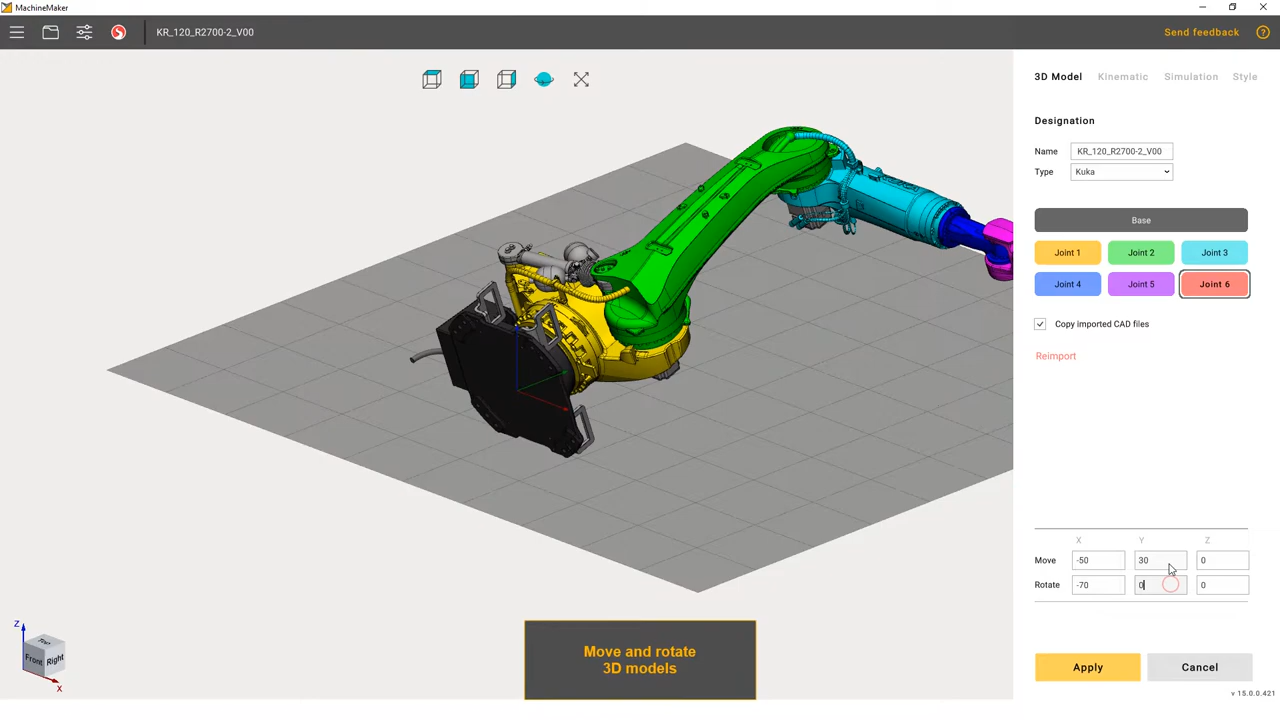 MachineMaker
KR_120_R2700-2_V00
Send feedback
?
3D Model Kinematic Simulation Style
Designation
Name KR_120_R2700-2_V00
Type Kuka
Base
Joint 1 Joint 2 Joint 3
Joint 4 Joint 5 Joint 6
Copy imported CAD files
Reimport
X Y Z
Move -50 30 0
Rotate -70 0 0
Move and rotate
3D models
Apply Cancel
v 15.0.0.421
Z
Top
Front Right
X